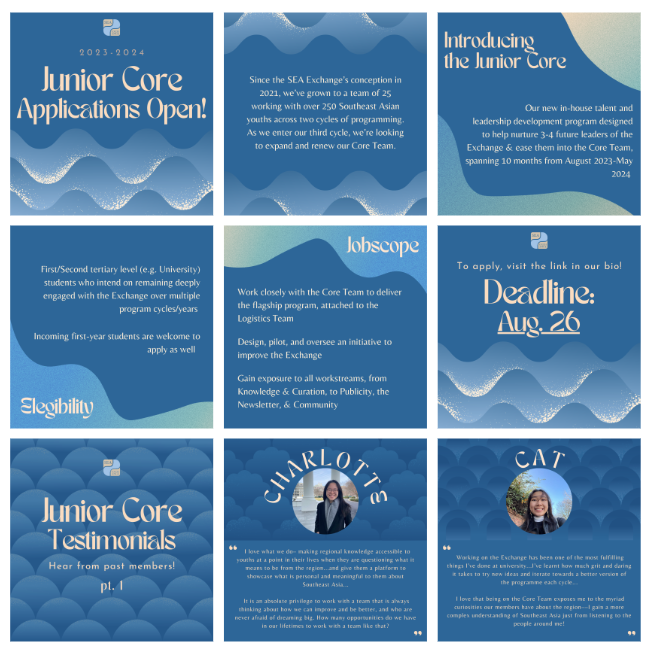 2023-2024
Junior Core
Applications Open!
Since the SEA Exchange's conception in
2021, we've grown to a team of 25
working with over 250 Southeast Asian
youths across two cycles of programming.
As we enter our third cycle, we're looking
to expand and renew our Core Team.
Introducing
the Junior Core
Our new in-house talent and
leadership development program designed
to help nurture 3-4 future leaders of the
Exchange & ease them into the Core Team,
spanning 10 months from August 2023-May
2024
First/Second tertiary level (e.g. University)
students who intend on remaining deeply
engaged with the Exchange over multiple
program cycles/years
Incoming first-year students are welcome to
apply as well
Elegibility
Jobscope
Work closely with the Core Team to deliver
the flagship program, attached to the
Logistics Team
Design, pilot, and oversee an initiative to
improve the Exchange
Gain exposure to all workstreams, from
Knowledge & Curation, to Publicity, the
Newsletter, & Community
To apply, visit the link in our bio!
Deadline:
Aug. 26
Junior Core
Testimonials
Hear from past members!
pt. 1
CHARLOTTE
“
I love what we do- making regional knowledge accessible to
youths at a point in their lives when they are questioning what it
means to be from the region...and give them a platform to
showcase what is personal and meaningful to them about
Southeast Asia...
It is an absolute privilege to work with a team that is always
thinking about how we can improve and be better, and who are
never afraid of dreaming big. How many opportunities do we have
in our lifetimes to work with a team like that?
”
CAT
“
Working on the Exchange has been one of the most fulfilling
things I've done at university...I've learnt how much grit and daring
it takes to try new ideas and iterate towards a better version of
the programme each cycle...
I love that being on the Core Team exposes me to the myriad
curiosities our members have about the region—I gain a more
complex understanding of Southeast Asia just from listening to the
people around me!
”